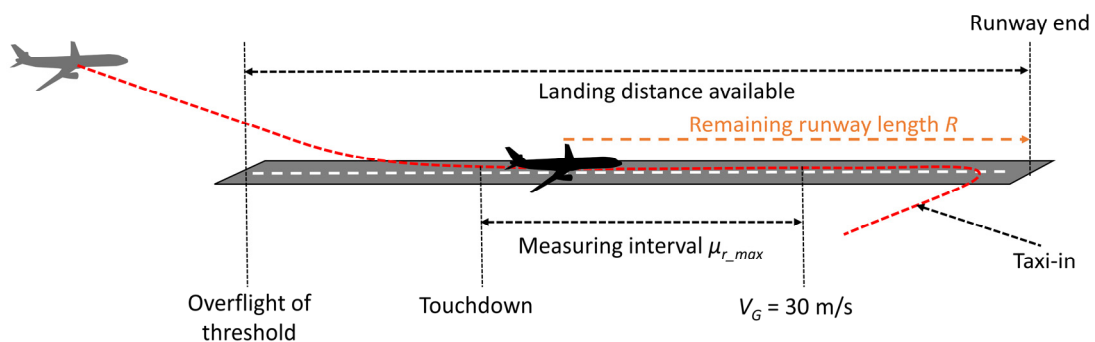 Runway end
Landing distance available
Remaining runway length R
Measuring interval μr_max
Taxi-in
Overflight of
threshold
Touchdown
VG = 30 m/s